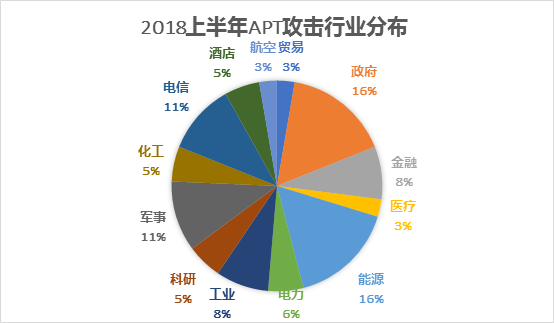 2018上半年APT攻击行业分布
贸易
3%
政府
16%
金融
8%
医疗
3%
能源
16%
电力
6%
工业
8%
科研
5%
军事
11%
化工
5%
电信
11%
酒店
5%
航空
3%